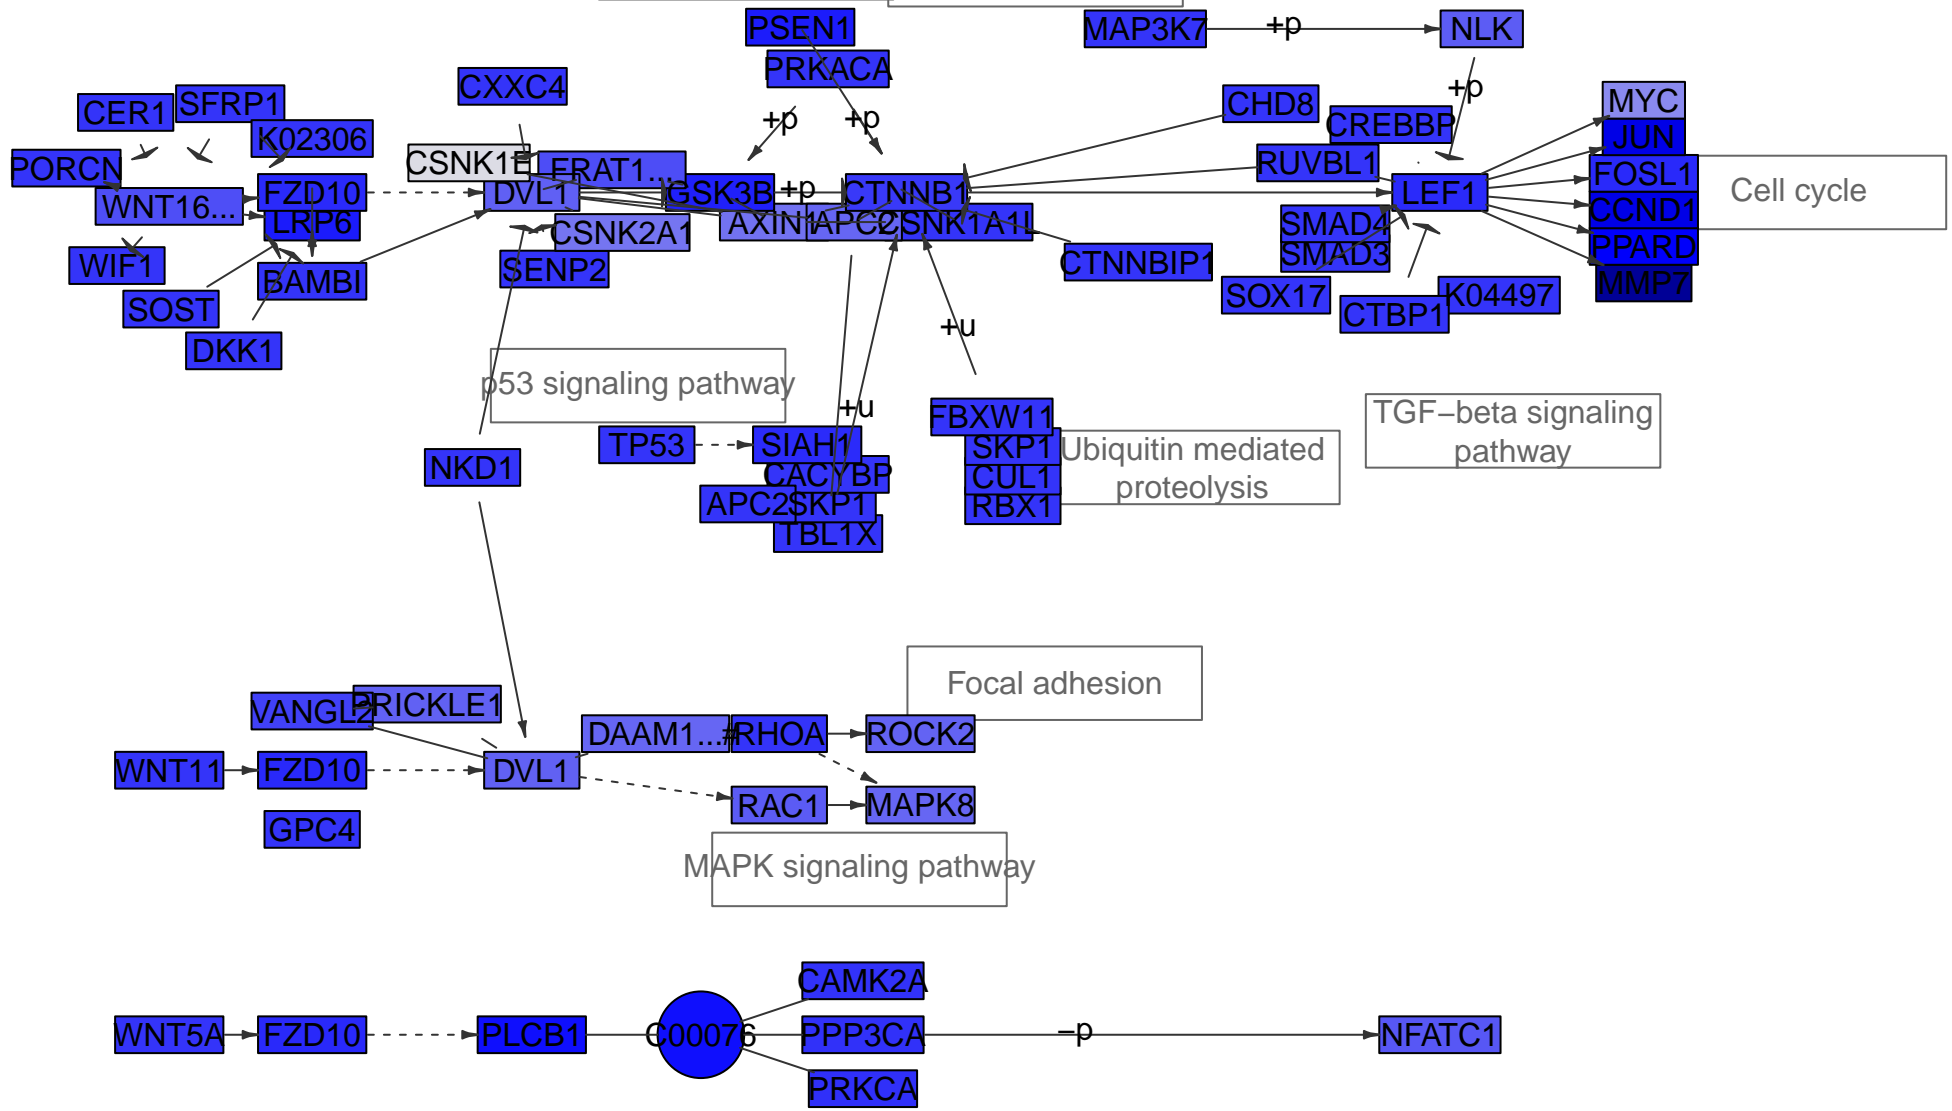 PSEN1
MAP3K7
+p
NLK
PRKACA
CXXC4
CER1
SFRP1
K02306
+p
+p
+p
CHD8
CREBBP
MYC
JUN
PORCN
CSNK1E
FRAT1...
RUVBL1
FOSL1
Cell cycle
WNT16...
FZD10
DVL1
GSK3B
+p
CTNNB1
LEF1
CCND1
LRP6
CSNK2A1
AXIN1
APC2
CSNK1A1L
SMAD4
PPARD
WIF1
BAMBI
SENP2
CTNNBIP1
SMAD3
MMP7
SOST
SOX17
K04497
DKK1
CTBP1
+u
p53 signaling pathway
+u
FBXW11
TGF−beta signaling
pathway
TP53
SIAH1
SKP1
Ubiquitin mediated
proteolysis
NKD1
CACYBP
CUL1
APC2
SKP1
RBX1
TBL1X
Focal adhesion
VANGL2
PRICKLE1
DAAM1...
RHOA
ROCK2
WNT11
FZD10
DVL1
RAC1
MAPK8
GPC4
MAPK signaling pathway
CAMK2A
WNT5A
FZD10
PLCB1
C00076
PPP3CA
−p
NFATC1
PRKCA